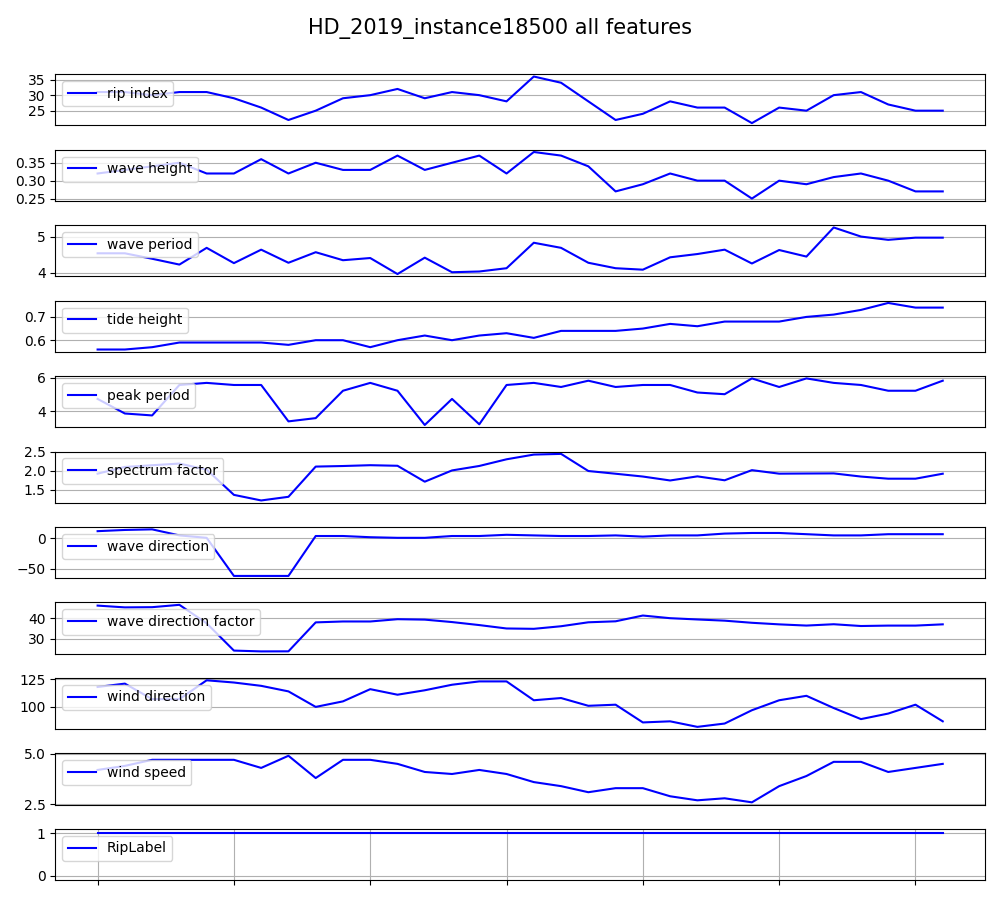 HD_2019_instance18500 all features
35
30
25
rip index
0.35
0.30
0.25
wave height
5
4
wave period
0.7
0.6
tide height
6
4
peak period
2.5
2.0
1.5
spectrum factor
0
−50
wave direction
40
30
wave direction factor
125
100
wind direction
5.0
2.5
wind speed
1
0
RipLabel